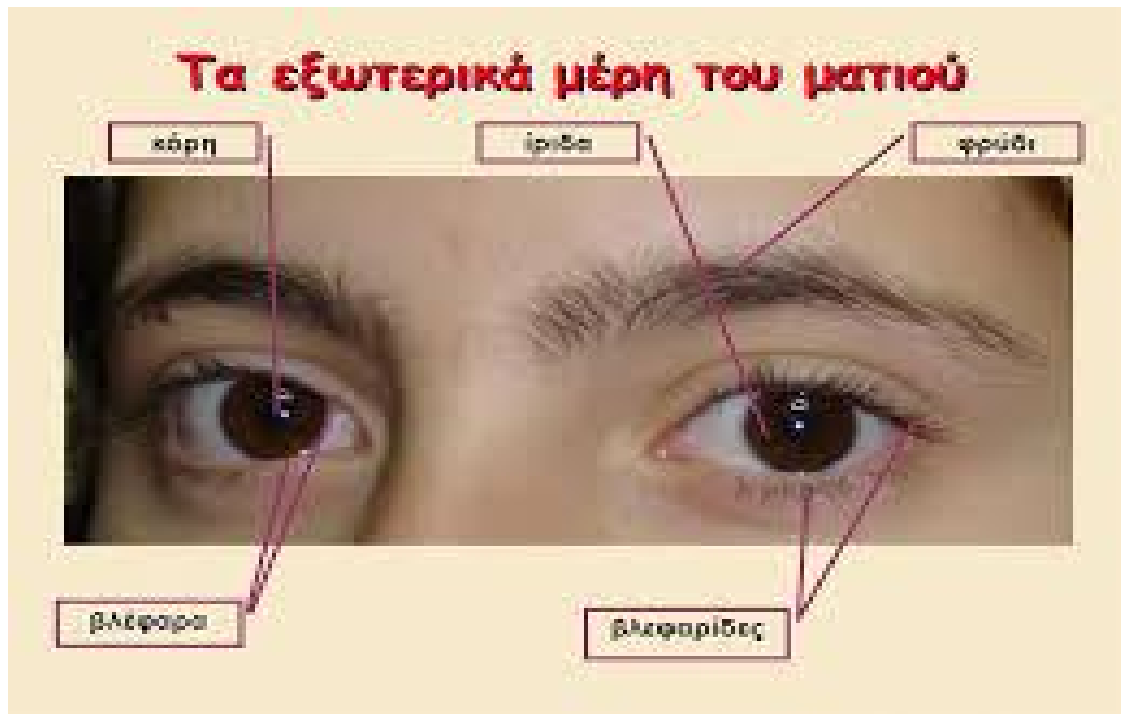 Τα εξωτερικά μέρη του ματιού
κόρη
ίριδα
φρύδι
βλέφαρα
βλεφαρίδες